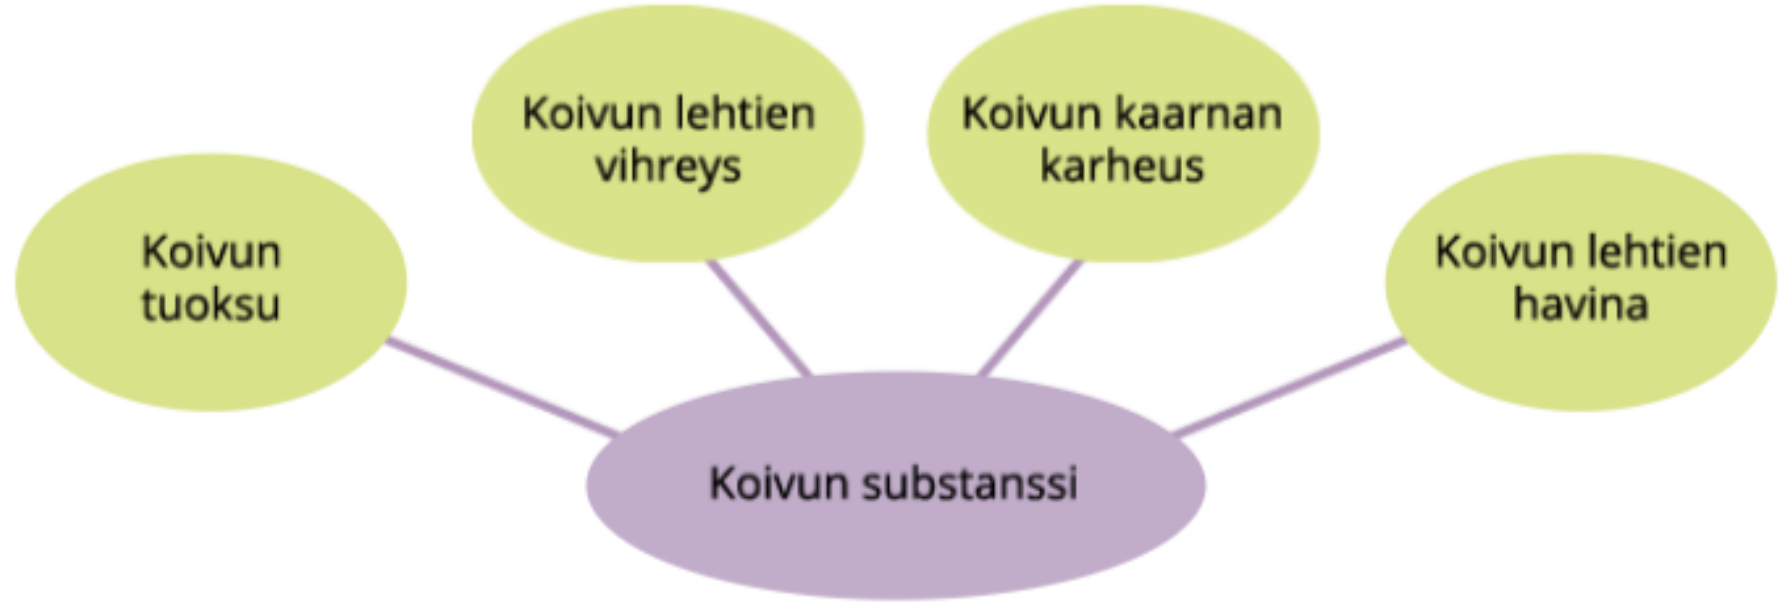 Koivun lehtien
vihreys
Koivun kaarnan
karheus
Koivun
tuoksu
Koivun lehtien
havina
Koivun substanssi